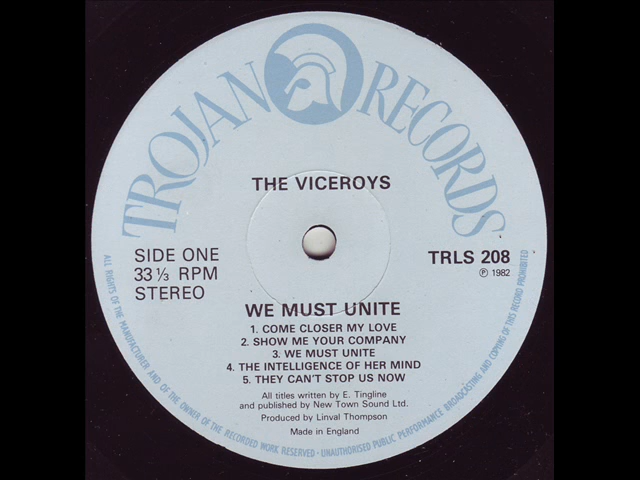 TROJAN RECORDS
THE VICEROYS
SIDE ONE
33 ⅓ RPM
STEREO
TRLS 208
Ⓟ 1982
WE MUST UNITE
1. COME CLOSER MY LOVE
2. SHOW ME YOUR COMPANY
3. WE MUST UNITE
4. THE INTELLIGENCE OF HER MIND
5. THEY CAN'T STOP US NOW
All titles written by E. Tingline
and published by New Town Sound Ltd.
Produced by Linval Thompson
Made in England
ALL RIGHTS OF THE MANUFACTURER AND OF THE OWNER OF THE RECORDED WORK RESERVED · UNAUTHORISED PUBLIC PERFORMANCE BROADCASTING AND COPYING OF THIS RECORD PROHIBITED